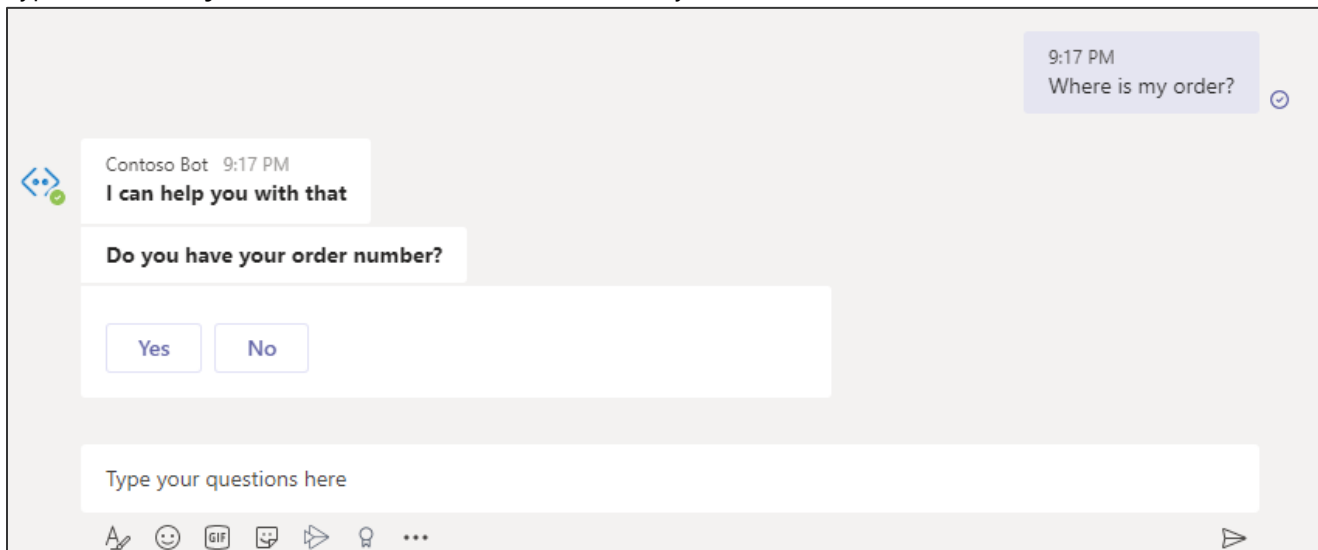 9:17 PM
Where is my order?
Contoso Bot 9:17 PM
I can help you with that
Do you have your order number?
Yes No
Type your questions here
GIF